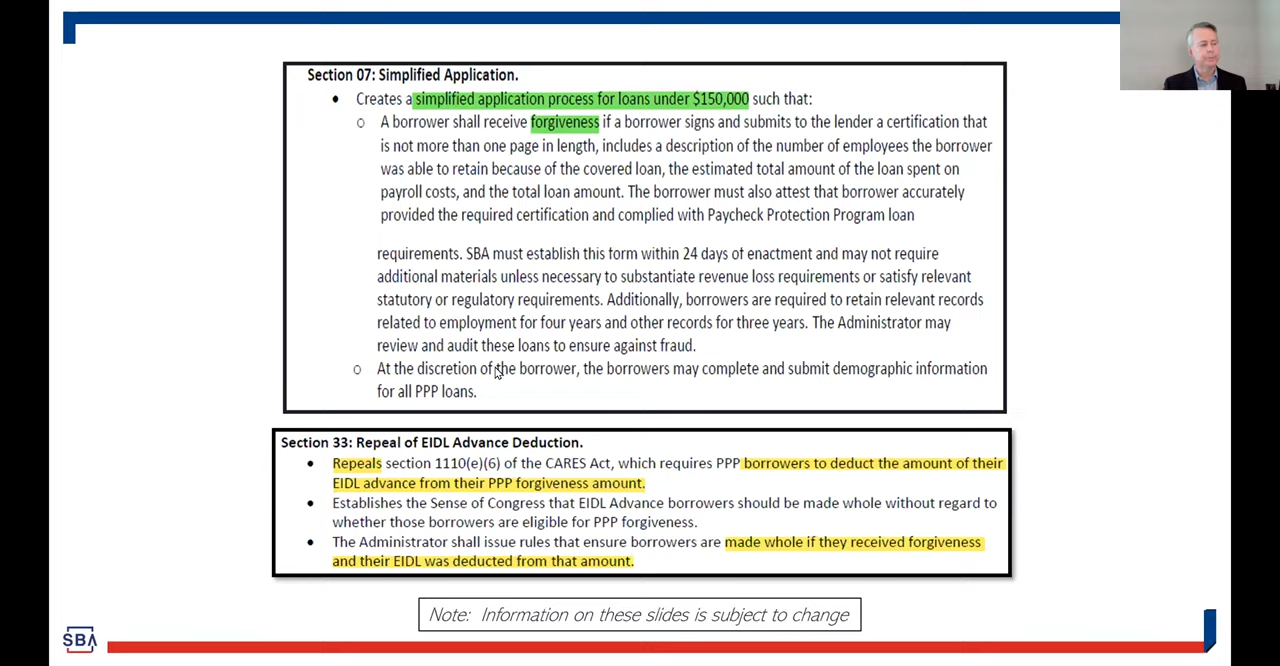 Section 07: Simplified Application.
• Creates a simplified application process for loans under $150,000 such that:
o A borrower shall receive forgiveness if a borrower signs and submits to the lender a certification that
is not more than one page in length, includes a description of the number of employees the borrower
was able to retain because of the covered loan, the estimated total amount of the loan spent on
payroll costs, and the total loan amount. The borrower must also attest that borrower accurately
provided the required certification and complied with Paycheck Protection Program loan
requirements. SBA must establish this form within 24 days of enactment and may not require
additional materials unless necessary to substantiate revenue loss requirements or satisfy relevant
statutory or regulatory requirements. Additionally, borrowers are required to retain relevant records
related to employment for four years and other records for three years. The Administrator may
review and audit these loans to ensure against fraud.
o At the discretion of the borrower, the borrowers may complete and submit demographic information
for all PPP loans.
Section 33: Repeal of EIDL Advance Deduction.
• Repeals section 1110(e)(6) of the CARES Act, which requires PPP borrowers to deduct the amount of their
EIDL advance from their PPP forgiveness amount.
• Establishes the Sense of Congress that EIDL Advance borrowers should be made whole without regard to
whether those borrowers are eligible for PPP forgiveness.
• The Administrator shall issue rules that ensure borrowers are made whole if they received forgiveness
and their EIDL was deducted from that amount.
Note: Information on these slides is subject to change
SBA